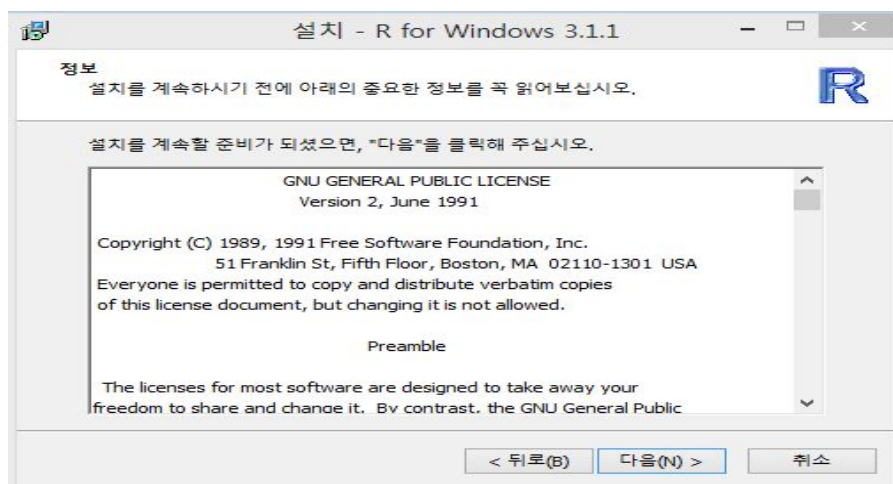 설치 - R for Windows 3.1.1
정보
설치를 계속하시기 전에 아래의 중요한 정보를 꼭 읽어보십시오.
R
설치를 계속할 준비가 되셨으면, "다음"을 클릭해 주십시오.
GNU GENERAL PUBLIC LICENSE
Version 2, June 1991
Copyright (C) 1989, 1991 Free Software Foundation, Inc.
51 Franklin St, Fifth Floor, Boston, MA 02110-1301 USA
Everyone is permitted to copy and distribute verbatim copies
of this license document, but changing it is not allowed.
Preamble
The licenses for most software are designed to take away your
freedom to share and change it. By contrast, the GNU General Public
< 뒤로(B) 다음(N) > 취소